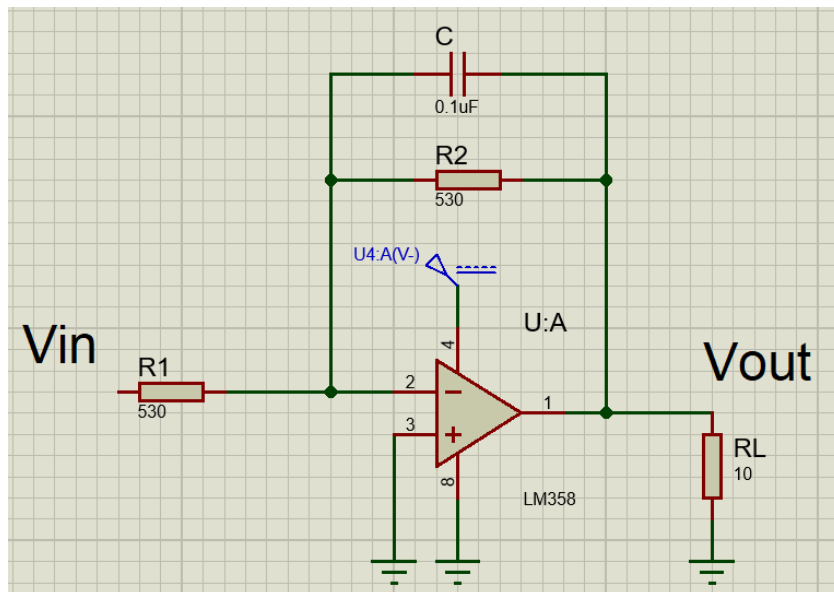 C
0.1uF
R2
530
U4:A(V-)
U:A
Vin
R1
530
4
2
3
1
8
Vout
RL
10
LM358